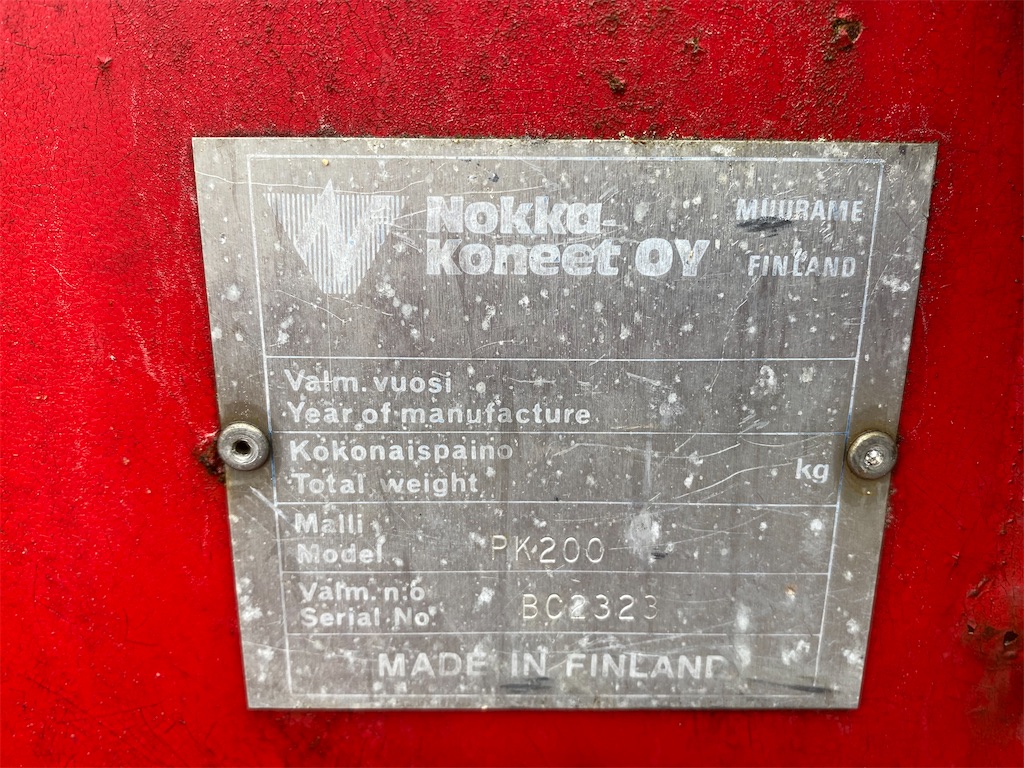 Nokka-
Koneet OY
MUURAME
FINLAND
Valm. vuosi
Year of manufacture
Kokonaispaino
Total weight
kg
Malli
Model
PK200
Valm. n:o
Serial No:
BC2323
MADE IN FINLAND